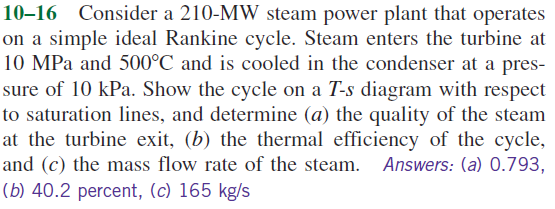 10–16 Consider a 210-MW steam power plant that operates
on a simple ideal Rankine cycle. Steam enters the turbine at
10 MPa and 500°C and is cooled in the condenser at a pres-
sure of 10 kPa. Show the cycle on a T-s diagram with respect
to saturation lines, and determine (a) the quality of the steam
at the turbine exit, (b) the thermal efficiency of the cycle,
and (c) the mass flow rate of the steam. Answers: (a) 0.793,
(b) 40.2 percent, (c) 165 kg/s